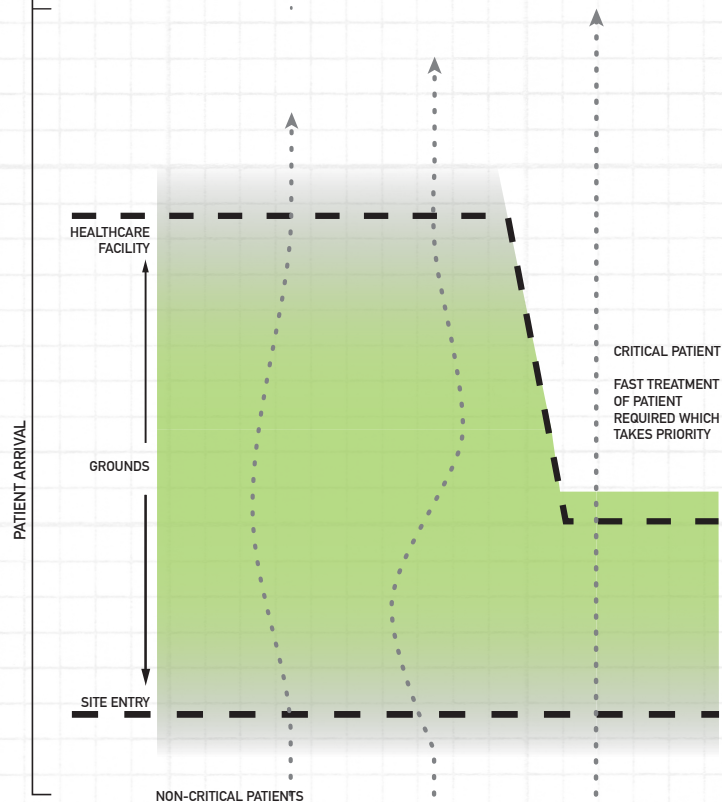 HEALTHCARE
FACILITY
CRITICAL PATIENT
FAST TREATMENT
OF PATIENT
REQUIRED WHICH
TAKES PRIORITY
PATIENT ARRIVAL
GROUNDS
SITE ENTRY
NON-CRITICAL PATIENTS